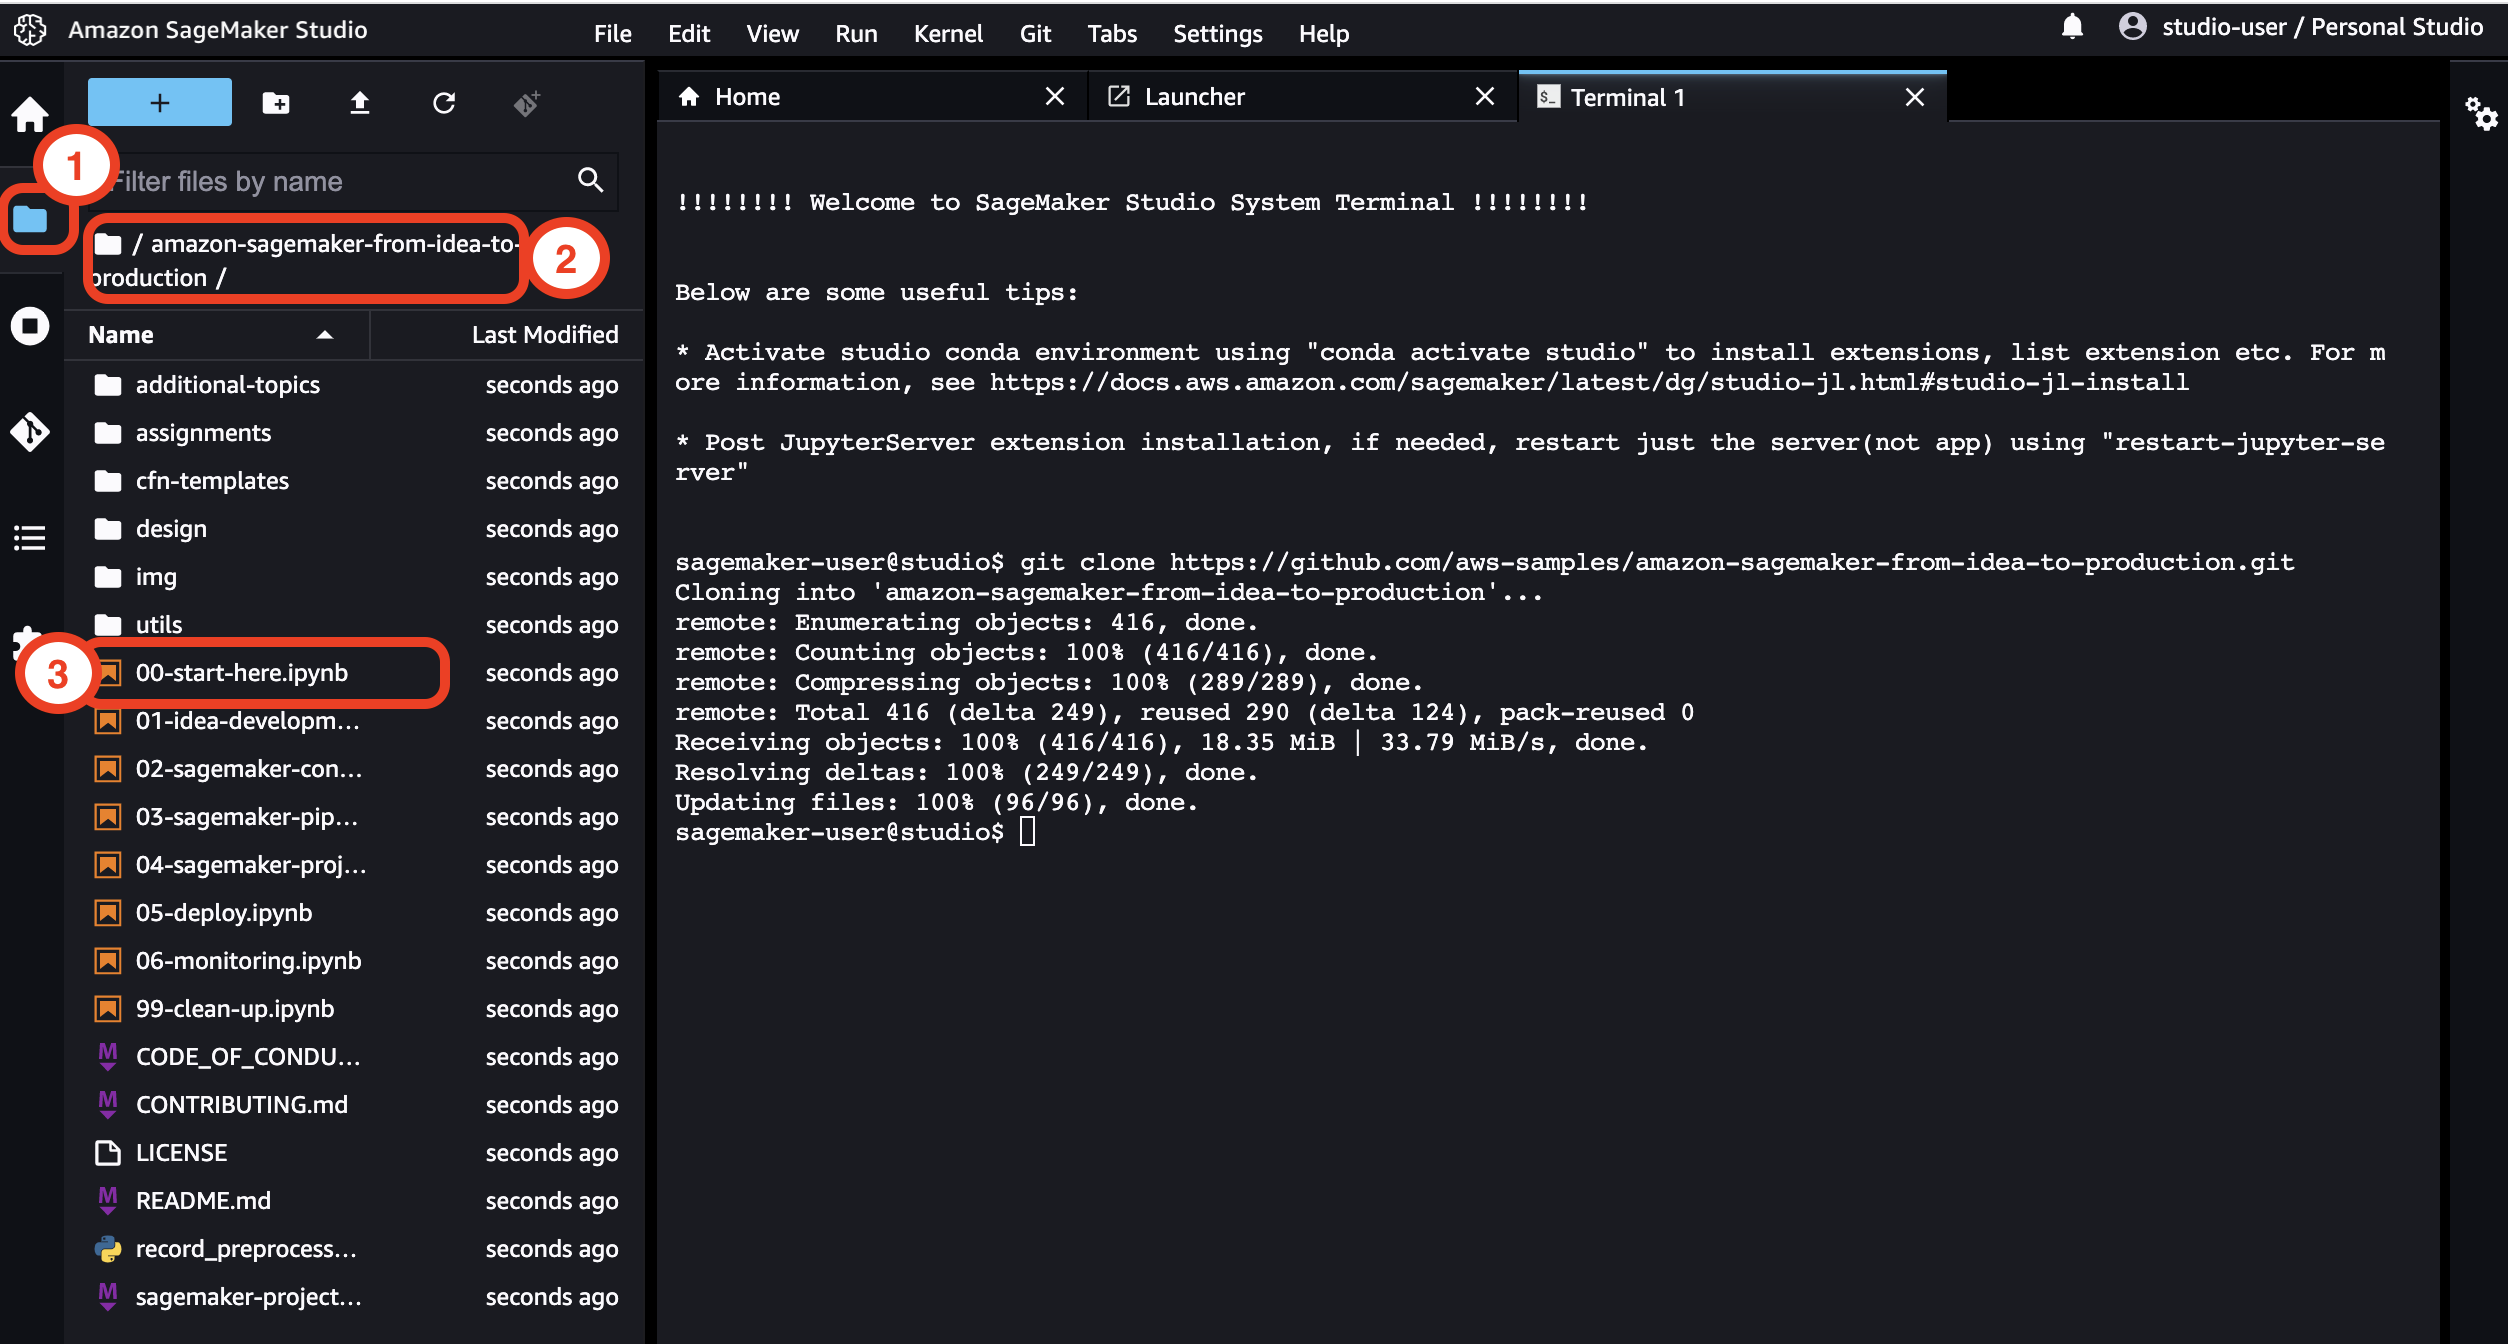 Amazon SageMaker Studio
File Edit View Run Kernel Git Tabs Settings Help
studio-user / Personal Studio
+
Home
Launcher
$_ Terminal 1
1
Filter files by name
/ amazon-sagemaker-from-idea-to-
production /
2
Name Last Modified
additional-topics seconds ago
assignments seconds ago
cfn-templates seconds ago
design seconds ago
img seconds ago
utils seconds ago
3
00-start-here.ipynb seconds ago
01-idea-developm… seconds ago
02-sagemaker-con… seconds ago
03-sagemaker-pip… seconds ago
04-sagemaker-proj… seconds ago
05-deploy.ipynb seconds ago
06-monitoring.ipynb seconds ago
99-clean-up.ipynb seconds ago
M CODE_OF_CONDU… seconds ago
M CONTRIBUTING.md seconds ago
LICENSE seconds ago
M README.md seconds ago
record_preprocess… seconds ago
M sagemaker-project… seconds ago
!!!!!!!! Welcome to SageMaker Studio System Terminal !!!!!!!!
Below are some useful tips:
* Activate studio conda environment using "conda activate studio" to install extensions, list extension etc. For m
ore information, see https://docs.aws.amazon.com/sagemaker/latest/dg/studio-jl.html#studio-jl-install
* Post JupyterServer extension installation, if needed, restart just the server(not app) using "restart-jupyter-se
rver"
sagemaker-user@studio$ git clone https://github.com/aws-samples/amazon-sagemaker-from-idea-to-production.git
Cloning into 'amazon-sagemaker-from-idea-to-production'...
remote: Enumerating objects: 416, done.
remote: Counting objects: 100% (416/416), done.
remote: Compressing objects: 100% (289/289), done.
remote: Total 416 (delta 249), reused 290 (delta 124), pack-reused 0
Receiving objects: 100% (416/416), 18.35 MiB | 33.79 MiB/s, done.
Resolving deltas: 100% (249/249), done.
Updating files: 100% (96/96), done.
sagemaker-user@studio$